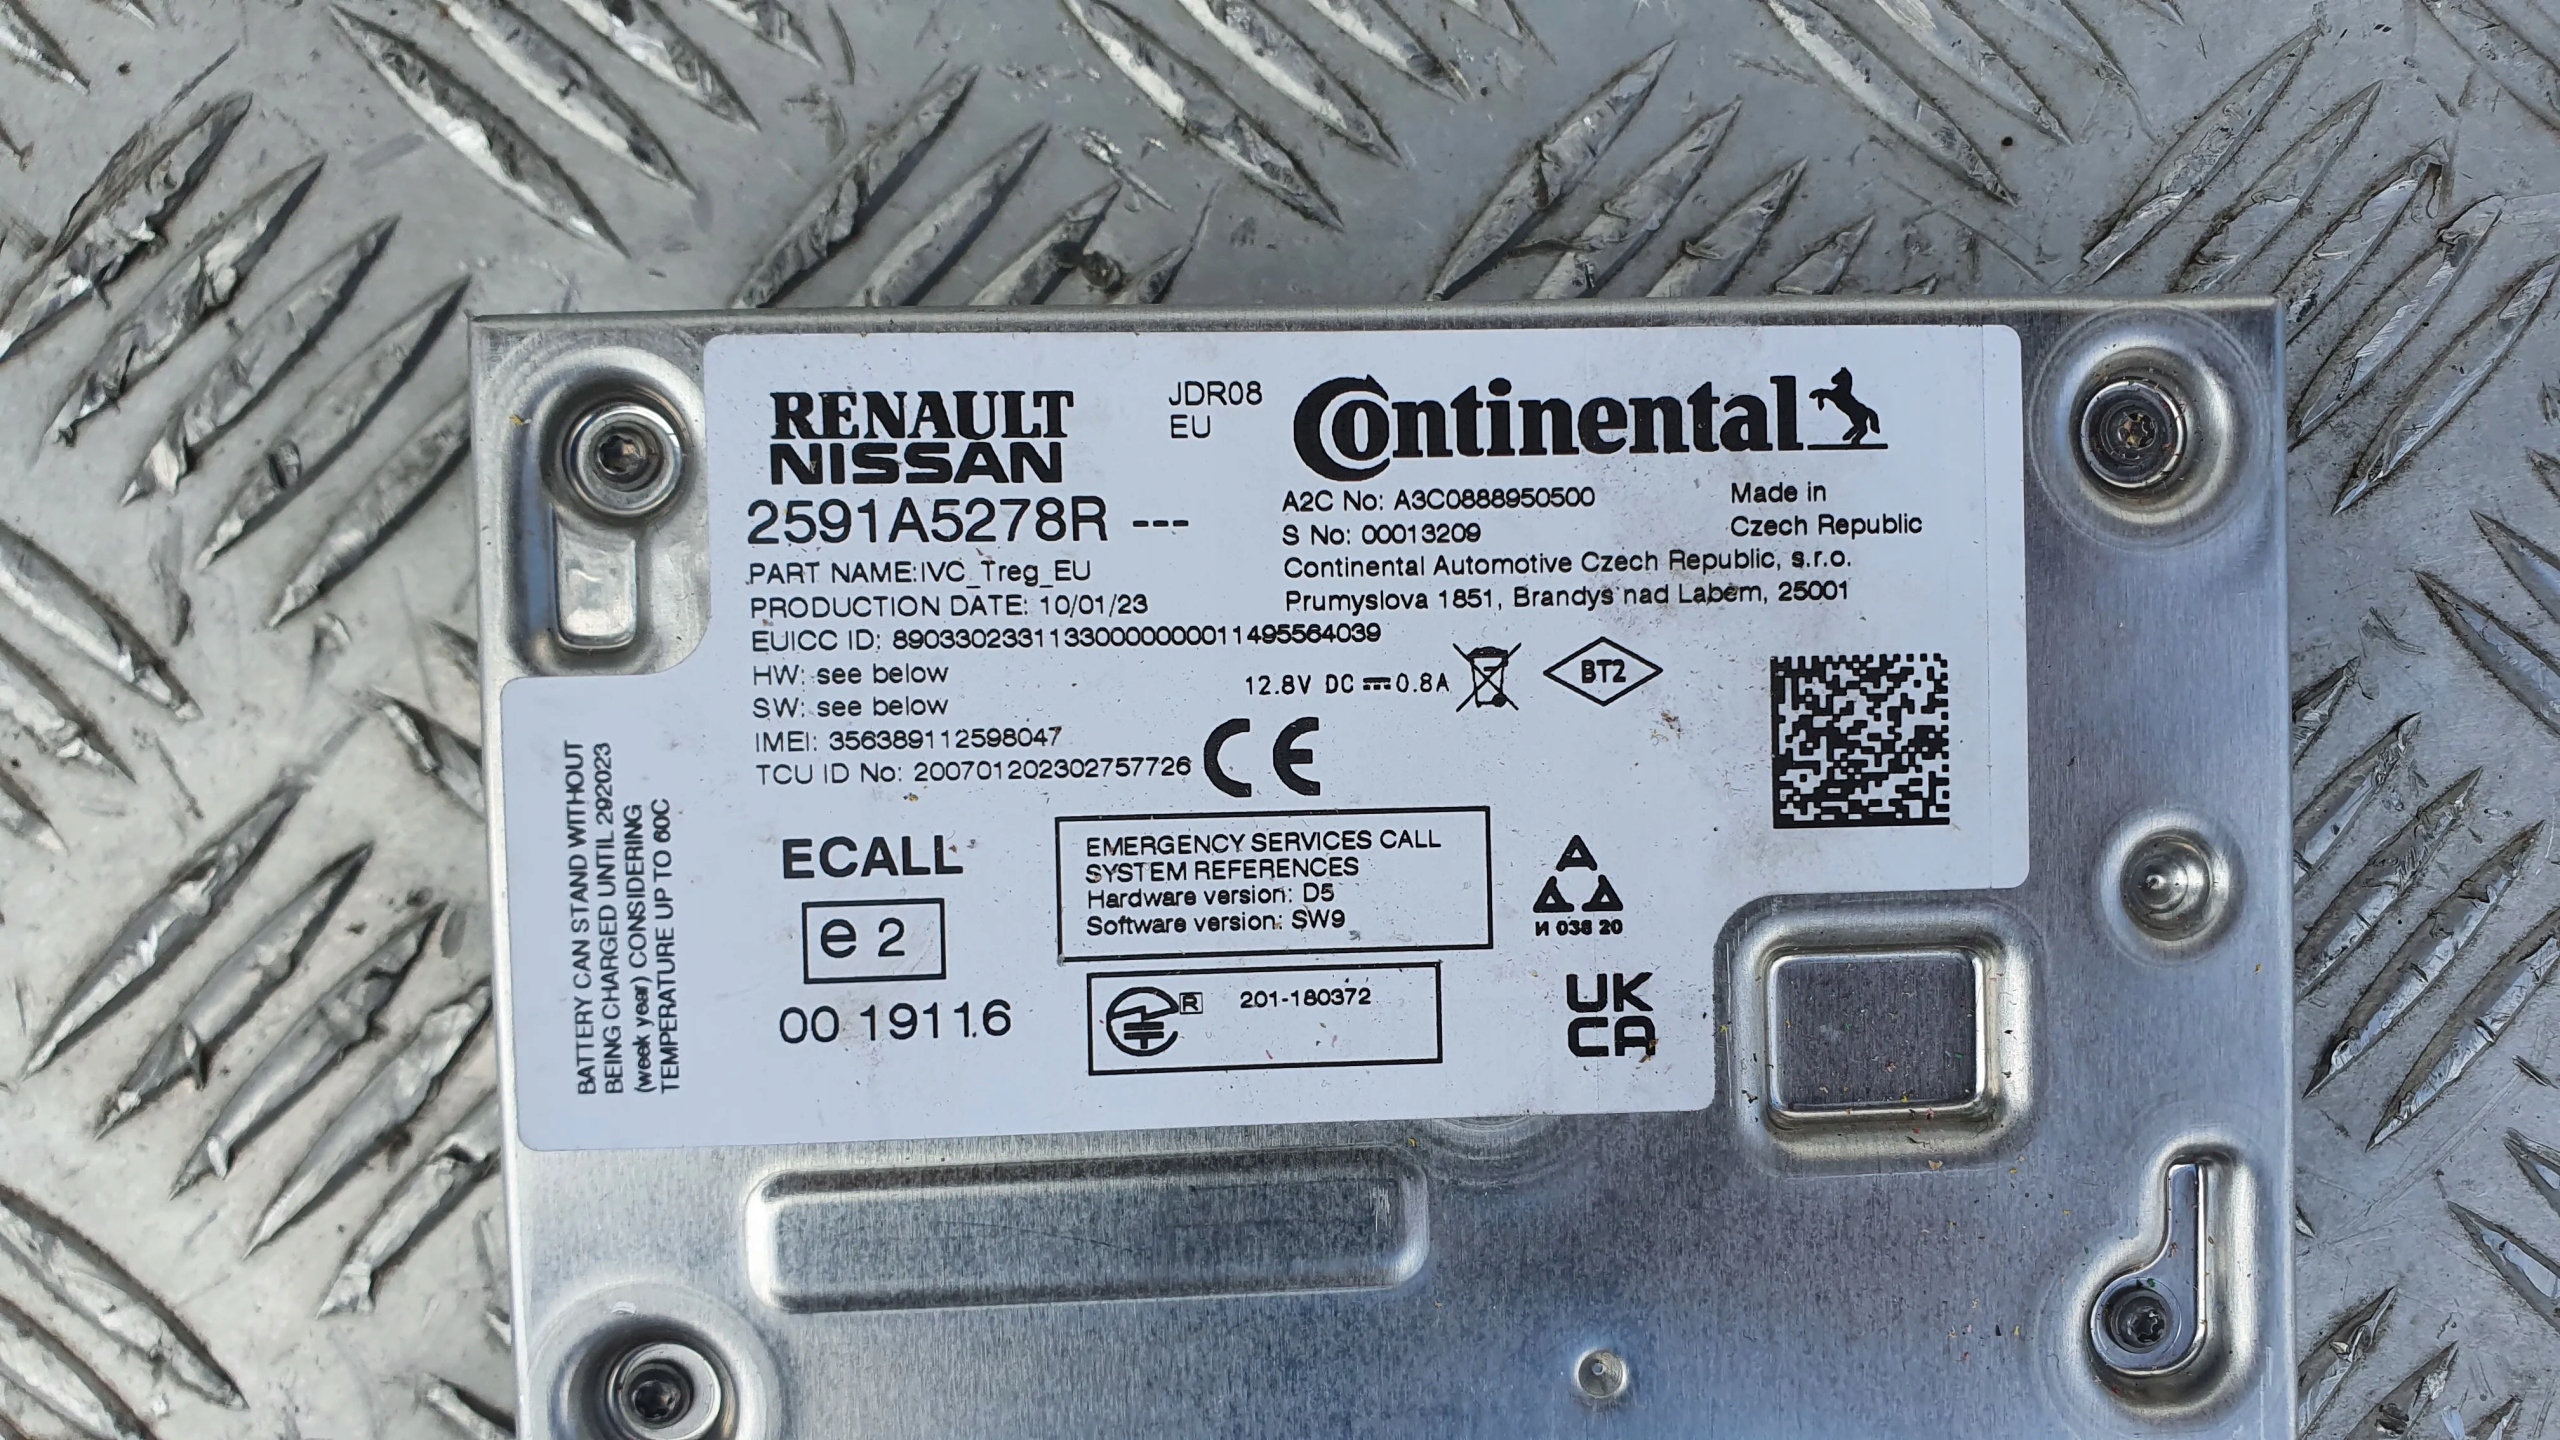 RENAULT
NISSAN
JDR08
EU
Continental
2591A5278R ---
A2C No: A3C0888950500
S No: 00013209
Made in
Czech Republic
Continental Automotive Czech Republic, s.r.o.
Prumyslova 1851, Brandys nad Labem, 25001
PART NAME:IVC_Treg_EU
PRODUCTION DATE: 10/01/23
EUICC ID: 89033023311330000000011495564039
HW: see below
SW: see below
12.8V DC 0.8A
BT2
IMEI: 356389112598047
TCU ID No: 200701202302757726
CE
BATTERY CAN STAND WITHOUT
BEING CHARGED UNTIL 292023
(week year) CONSIDERING
TEMPERATURE UP TO 60C
ECALL
e 2
00 19116
EMERGENCY SERVICES CALL
SYSTEM REFERENCES
Hardware version: D5
Software version: SW9
R 201-180372
И 036 20
UK
CA